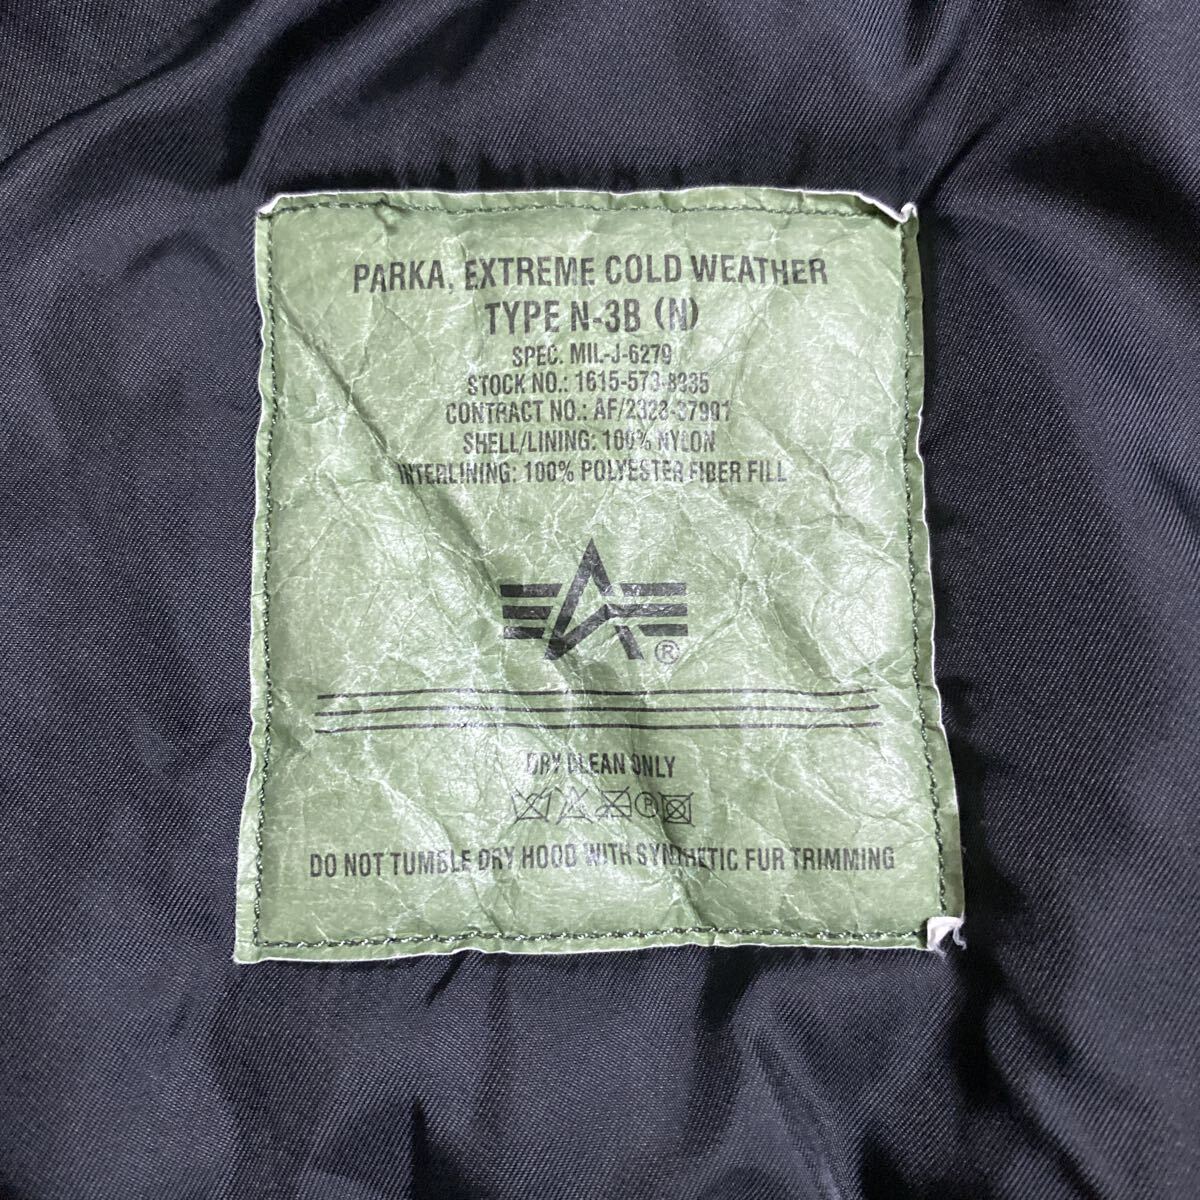 PARKA, EXTREME COLD WEATHER
TYPE N-3B (N)
SPEC. MIL-J-6279
STOCK NO.: 1615-573-8335
CONTRACT NO.: AF/2328-37991
SHELL/LINING: 100% NYLON
INTERLINING: 100% POLYESTER FIBER FILL
®
DRY CLEAN ONLY
P
DO NOT TUMBLE DRY HOOD WITH SYNTHETIC FUR TRIMMING